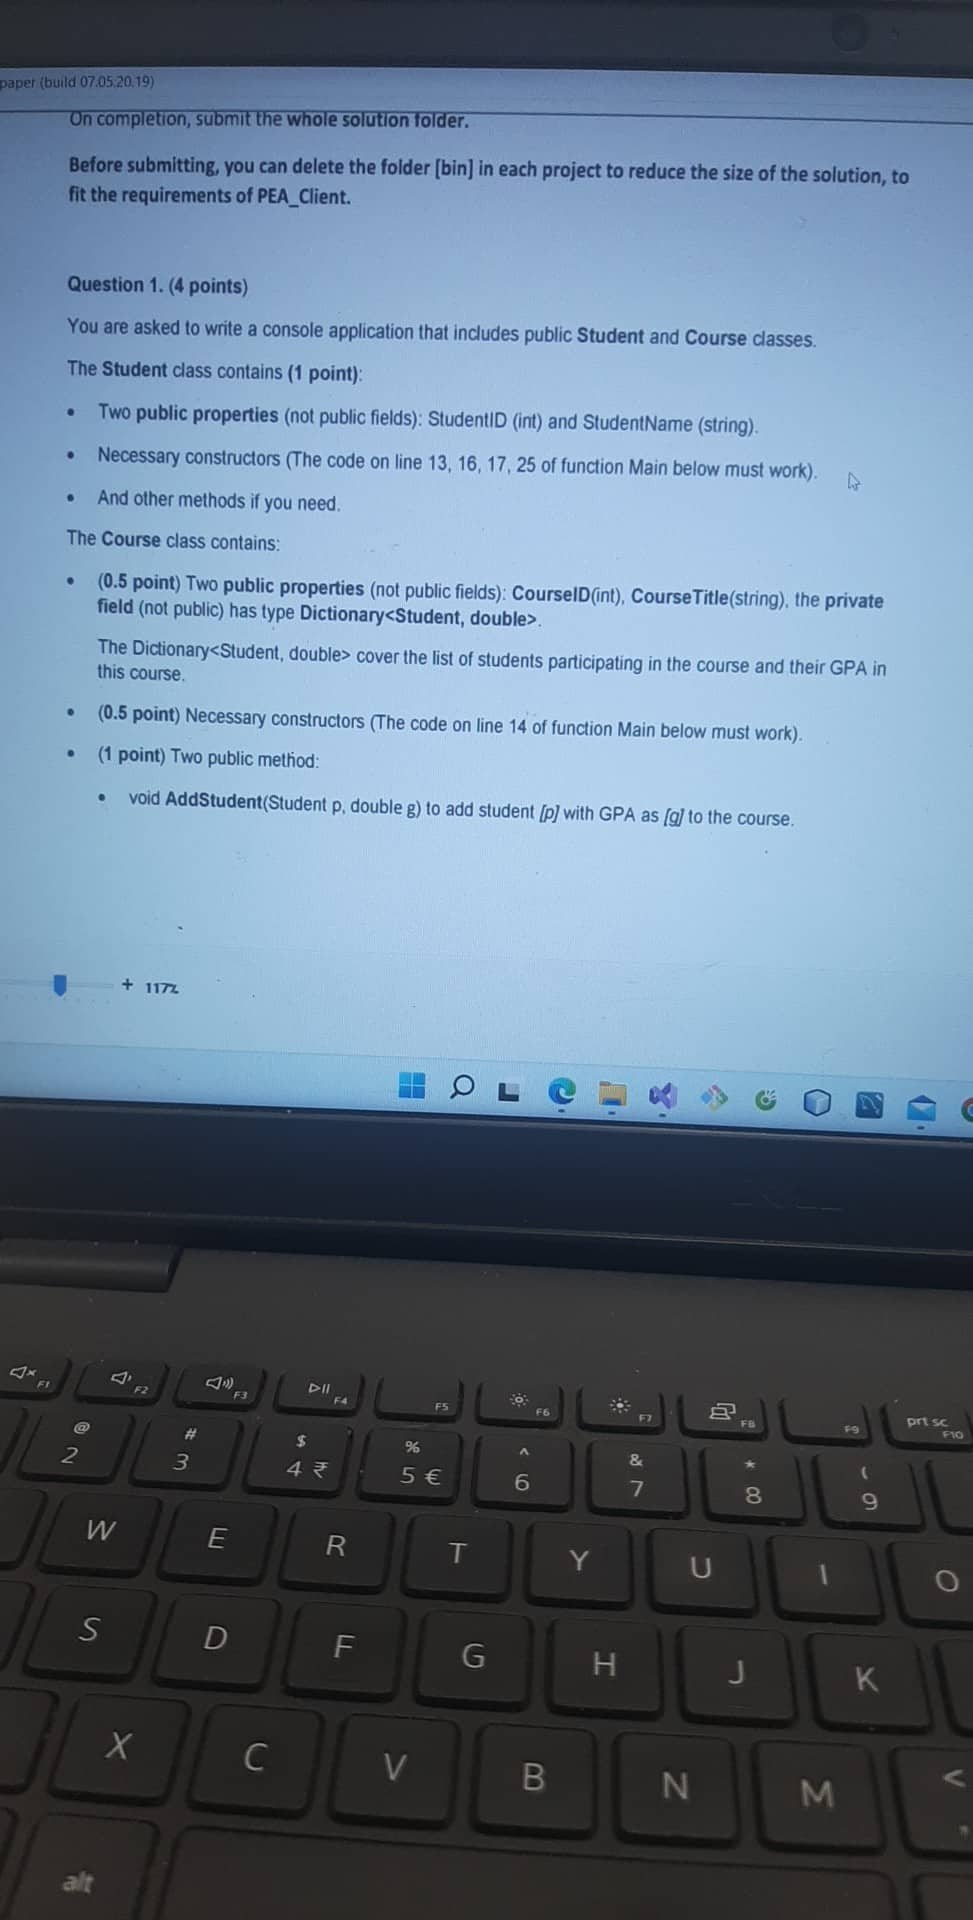 paper (build 07.05.20.19)
On completion, submit the whole solution folder.
Before submitting, you can delete the folder [bin] in each project to reduce the size of the solution, to
fit the requirements of PEA_Client.
Question 1. (4 points)
You are asked to write a console application that includes public Student and Course classes.
The Student class contains (1 point):
• Two public properties (not public fields): StudentID (int) and StudentName (string).
• Necessary constructors (The code on line 13, 16, 17, 25 of function Main below must work).
• And other methods if you need.
The Course class contains:
• (0.5 point) Two public properties (not public fields): CourseID(int), CourseTitle(string), the private
field (not public) has type Dictionary<Student, double>.
The Dictionary<Student, double> cover the list of students participating in the course and their GPA in
this course.
• (0.5 point) Necessary constructors (The code on line 14 of function Main below must work).
• (1 point) Two public method:
• void AddStudent(Student p, double g) to add student [p] with GPA as [g] to the course.
+ 117%
F1 F2 F3 F4 F5 F6 F7 F8 F9 prt sc F10
@ # $ % ^ & * (
2 3 4 ₹ 5 € 6 7 8 9
W E R T Y U I O
S D F G H J K
X C V B N M <
alt